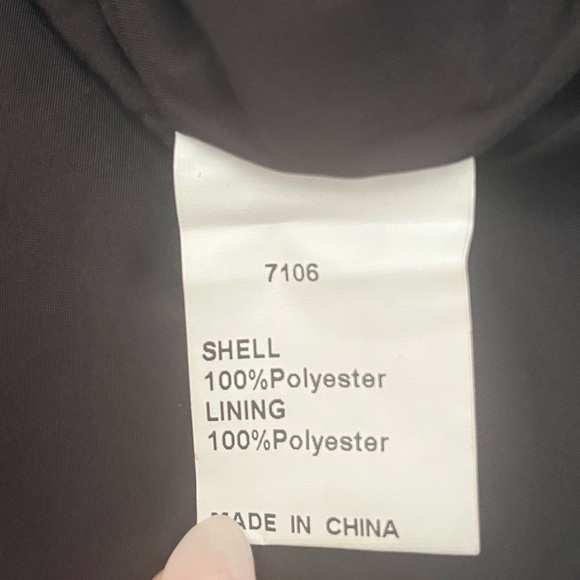 7106
SHELL
100%Polyester
LINING
100%Polyester
MADE IN CHINA